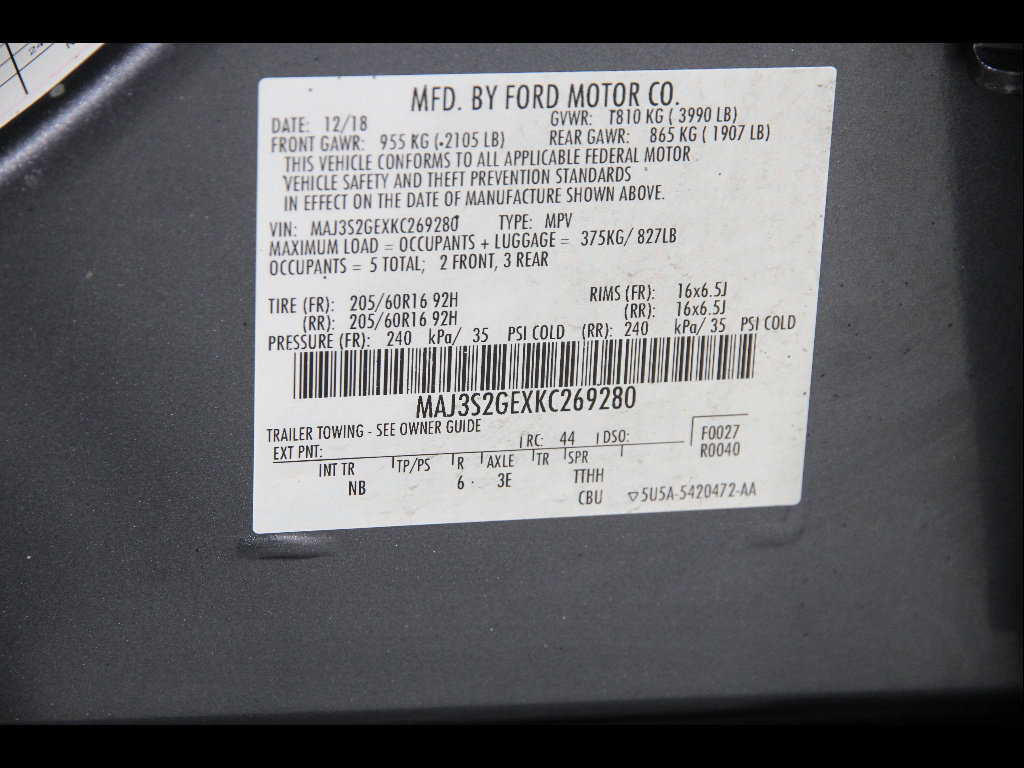 MFD. BY FORD MOTOR CO.
DATE: 12/18 GVWR: 1810 KG ( 3990 LB)
FRONT GAWR: 955 KG ( 2105 LB) REAR GAWR: 865 KG ( 1907 LB)
THIS VEHICLE CONFORMS TO ALL APPLICABLE FEDERAL MOTOR
VEHICLE SAFETY AND THEFT PREVENTION STANDARDS
IN EFFECT ON THE DATE OF MANUFACTURE SHOWN ABOVE.
VIN: MAJ3S2GEXKC269280 TYPE: MPV
MAXIMUM LOAD = OCCUPANTS + LUGGAGE = 375KG/ 827LB
OCCUPANTS = 5 TOTAL; 2 FRONT, 3 REAR
TIRE (FR): 205/60R16 92H RIMS (FR): 16x6.5J
(RR): 205/60R16 92H (RR): 16x6.5J
PRESSURE (FR): 240 kPa/ 35 PSI COLD (RR): 240 kPa/ 35 PSI COLD
MAJ3S2GEXKC269280
TRAILER TOWING - SEE OWNER GUIDE
EXT PNT: RC: 44 DSO: F0027
R0040
INT TR TP/PS R AXLE TR SPR
NB 6 3E TTHH
CBU ▽5U5A-5420472-AA